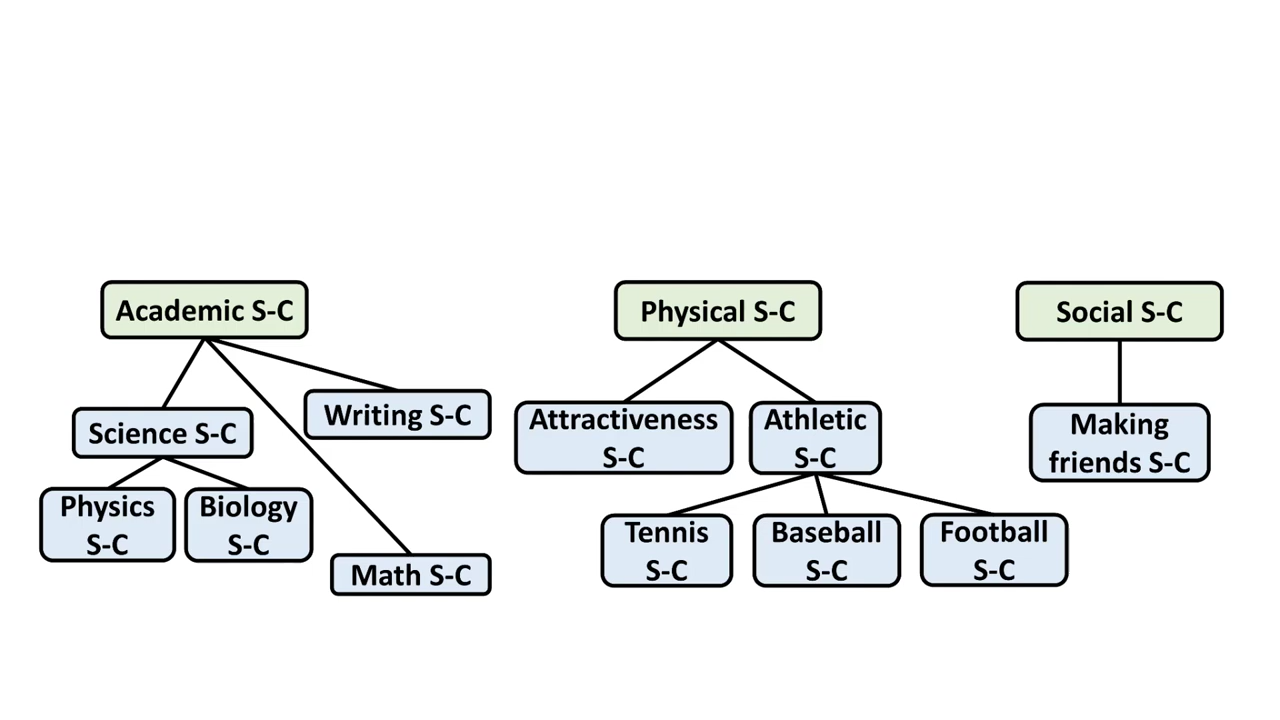 Academic S-C
Physical S-C
Social S-C
Science S-C
Writing S-C
Attractiveness
S-C
Athletic
S-C
Making
friends S-C
Physics
S-C
Biology
S-C
Math S-C
Tennis
S-C
Baseball
S-C
Football
S-C